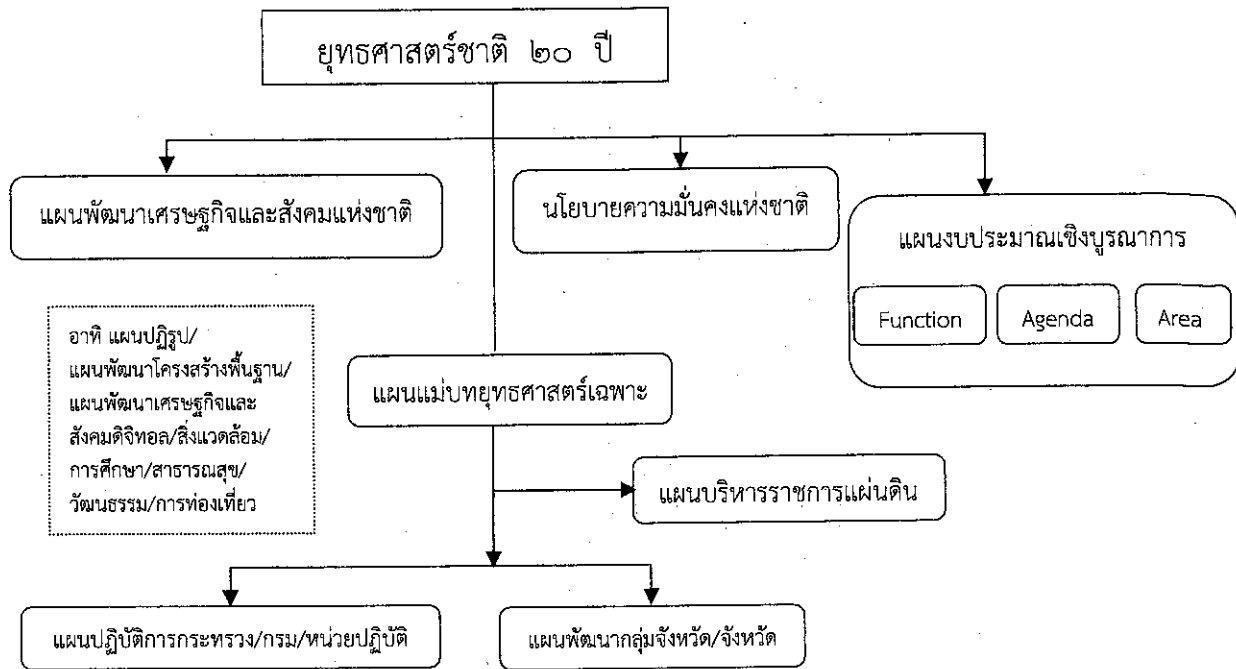 ยุทธศาสตร์ชาติ ๒๐ ปี
แผนพัฒนาเศรษฐกิจและสังคมแห่งชาติ
นโยบายความมั่นคงแห่งชาติ
แผนงบประมาณเชิงบูรณาการ
Function
Agenda
Area
อาทิ แผนปฏิรูป/
แผนพัฒนาโครงสร้างพื้นฐาน/
แผนพัฒนาเศรษฐกิจและ
สังคมดิจิทอล/สิ่งแวดล้อม/
การศึกษา/สาธารณสุข/
วัฒนธรรม/การท่องเที่ยว
แผนแม่บทยุทธศาสตร์เฉพาะ
แผนบริหารราชการแผ่นดิน
แผนปฏิบัติการกระทรวง/กรม/หน่วยปฏิบัติ
แผนพัฒนากลุ่มจังหวัด/จังหวัด